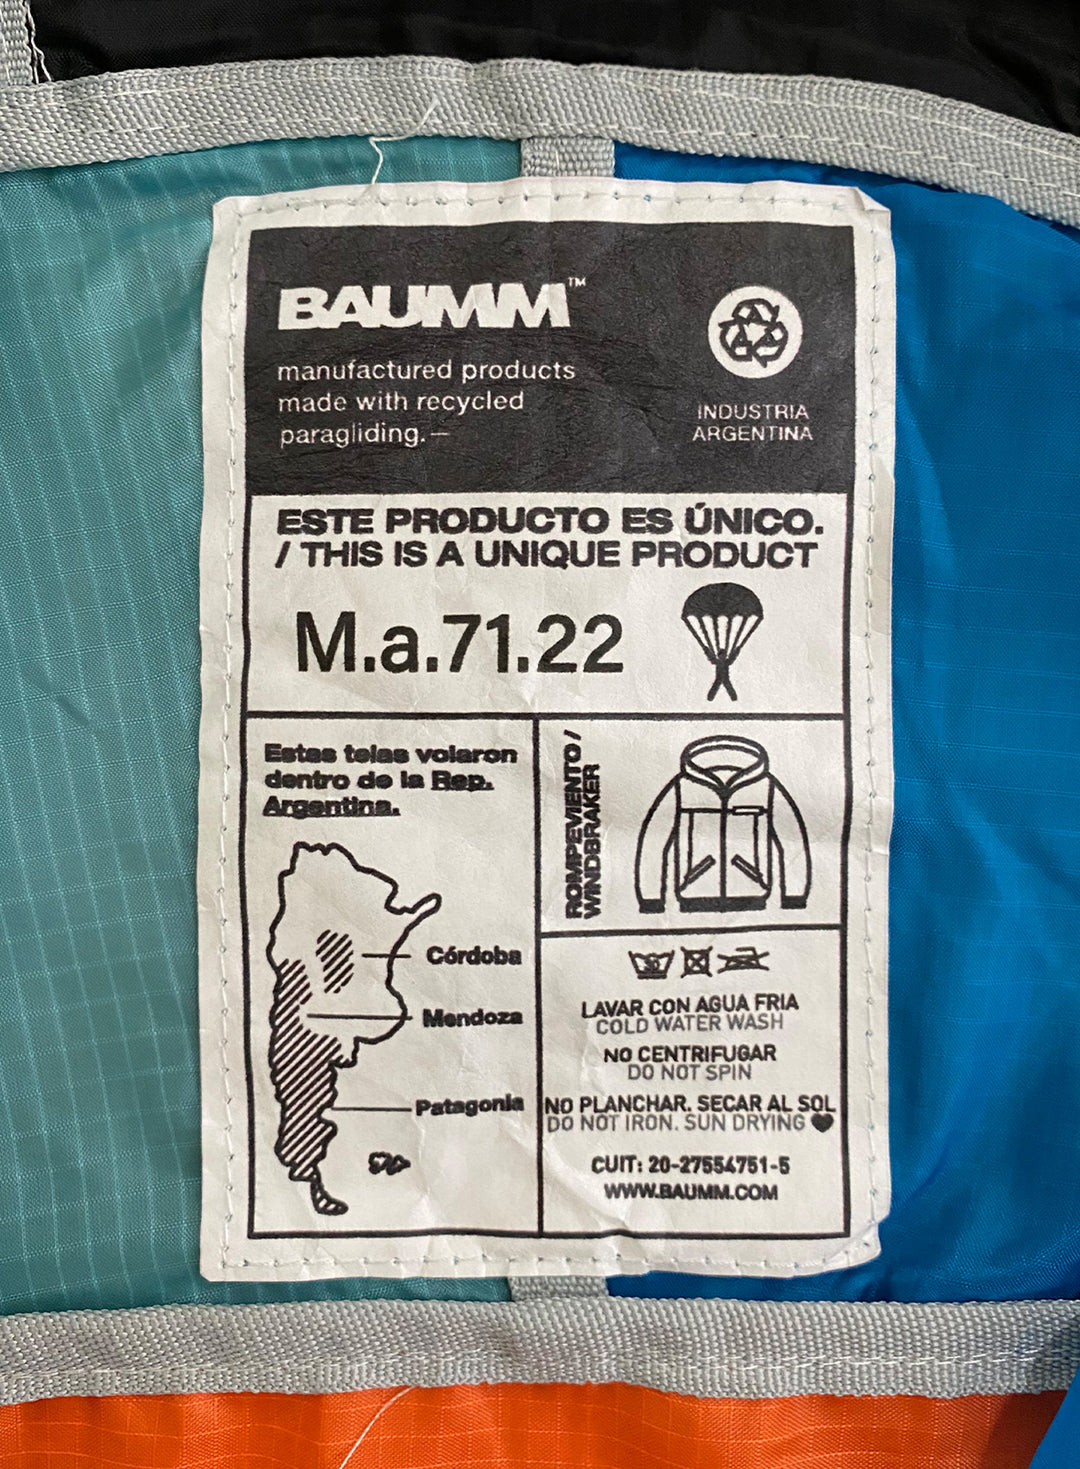 BAUMM™
manufactured products
made with recycled
paragliding.—
INDUSTRIA
ARGENTINA
ESTE PRODUCTO ES ÚNICO.
/ THIS IS A UNIQUE PRODUCT
M.a.71.22
Estas telas volaron
dentro de la Rep.
Argentina.
Córdoba
Mendoza
Patagonia
ROMPEVIENTO /
WINDBRAKER
30
LAVAR CON AGUA FRIA
COLD WATER WASH
NO CENTRIFUGAR
DO NOT SPIN
NO PLANCHAR. SECAR AL SOL
DO NOT IRON. SUN DRYING
CUIT: 20-27554751-5
WWW.BAUMM.COM